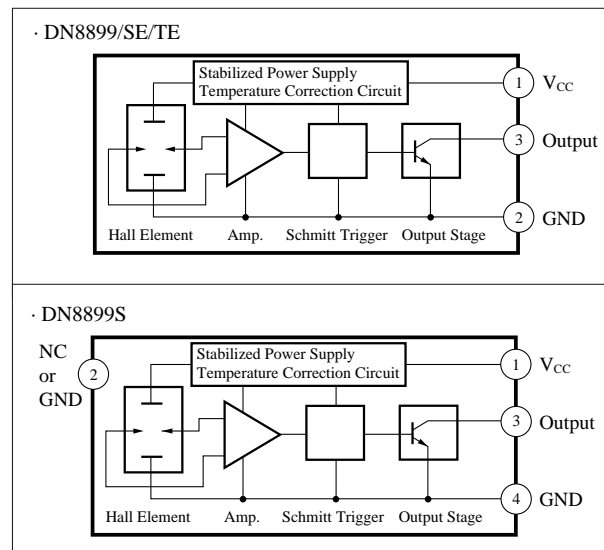 · DN8899/SE/TE
Stabilized Power Supply
Temperature Correction Circuit
1 VCC
3 Output
2 GND
Hall Element Amp. Schmitt Trigger Output Stage
· DN8899S
NC
or
GND
2
Stabilized Power Supply
Temperature Correction Circuit
1 VCC
3 Output
4 GND
Hall Element Amp. Schmitt Trigger Output Stage